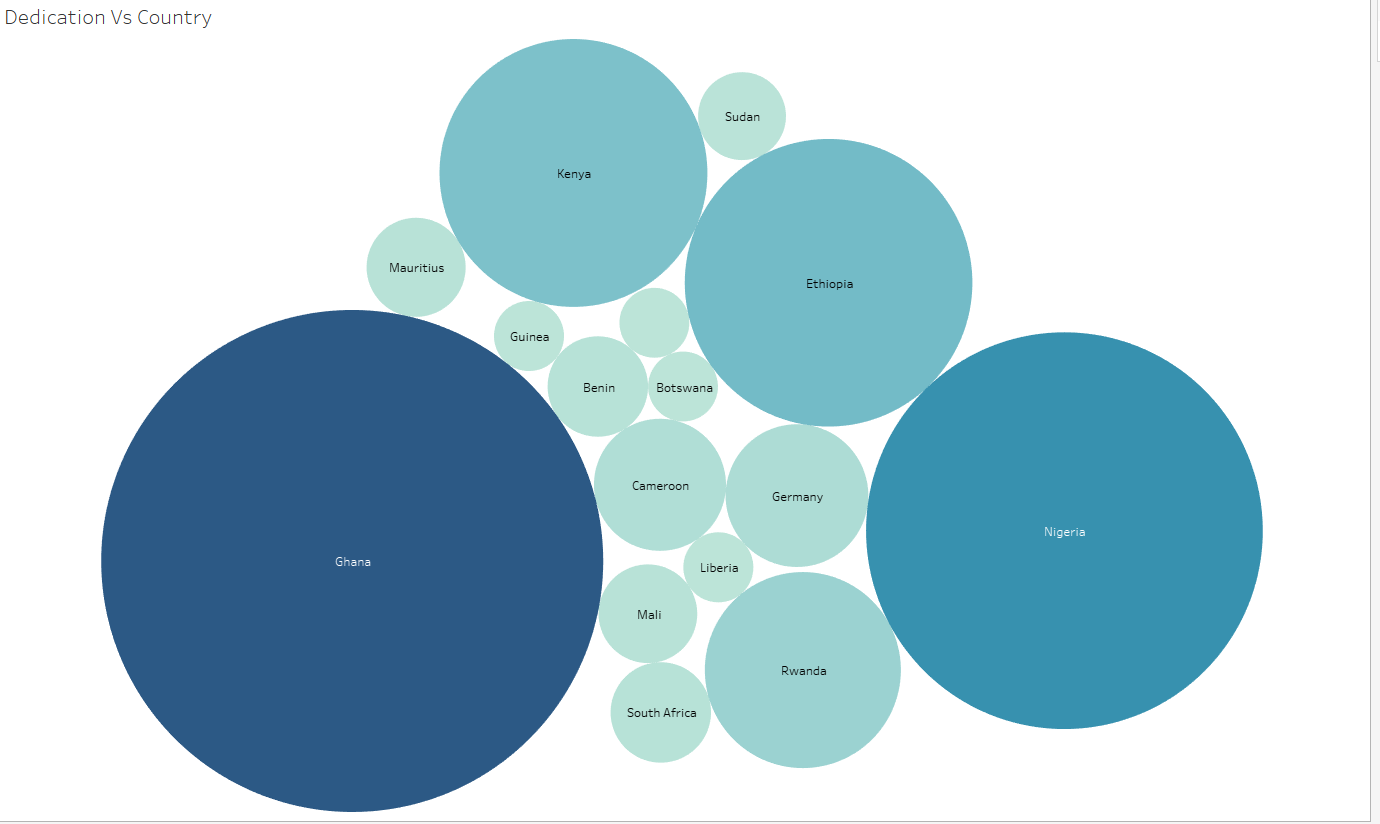 Dedication Vs Country
Sudan
Kenya
Mauritius
Ethiopia
Guinea
Benin
Botswana
Cameroon
Germany
Nigeria
Ghana
Liberia
Mali
Rwanda
South Africa